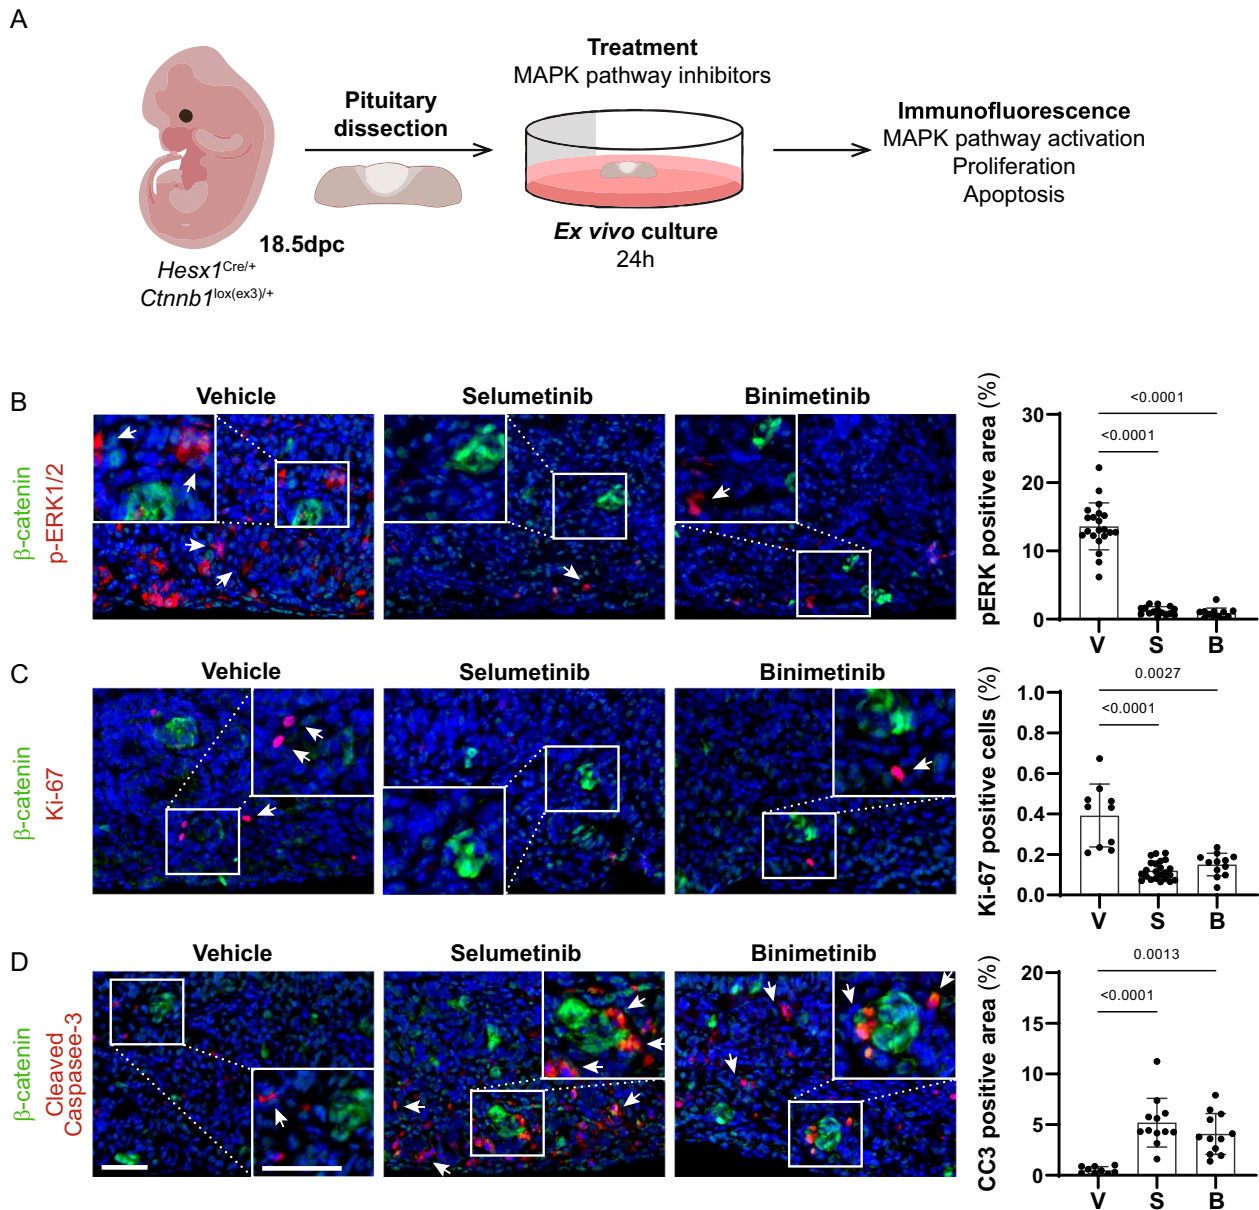 A
Pituitary
dissection
18.5dpc
Hesx1Cre/+
Ctnnb1lox(ex3)/+
Treatment
MAPK pathway inhibitors
Ex vivo culture
24h
Immunofluorescence
MAPK pathway activation
Proliferation
Apoptosis
B
Vehicle
Selumetinib
Binimetinib
β-catenin
p-ERK1/2
pERK positive area (%)
30
20
10
0
<0.0001
<0.0001
V S B
C
Vehicle
Selumetinib
Binimetinib
β-catenin
Ki-67
Ki-67 positive cells (%)
1.0
0.8
0.6
0.4
0.2
0.0
0.0027
<0.0001
V S B
D
Vehicle
Selumetinib
Binimetinib
β-catenin
Cleaved
Caspasee-3
CC3 positive area (%)
20
15
10
5
0
0.0013
<0.0001
V S B